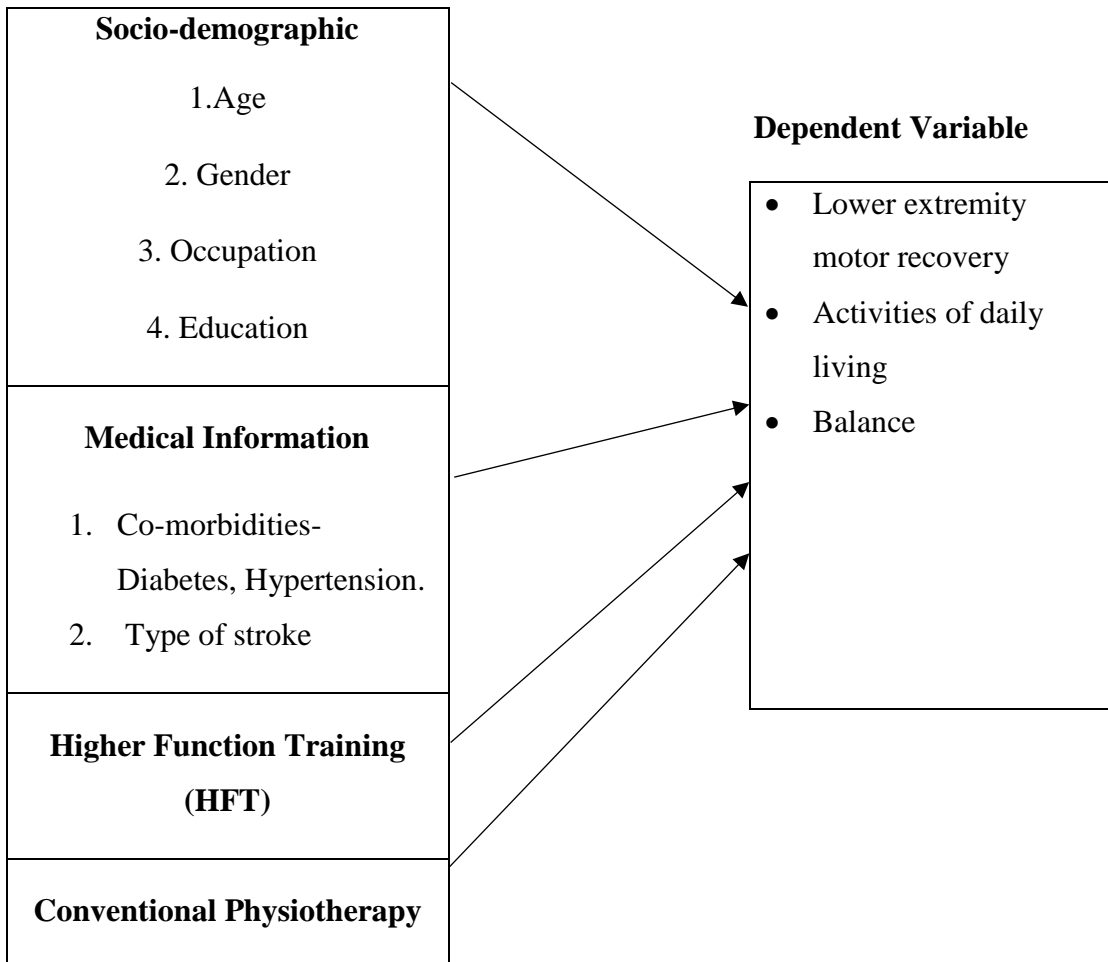 Socio-demographic
1.Age
2. Gender
3. Occupation
4. Education
Medical Information
1. Co-morbidities-
Diabetes, Hypertension.
2. Type of stroke
Higher Function Training
(HFT)
Conventional Physiotherapy
Dependent Variable
• Lower extremity
motor recovery
• Activities of daily
living
• Balance